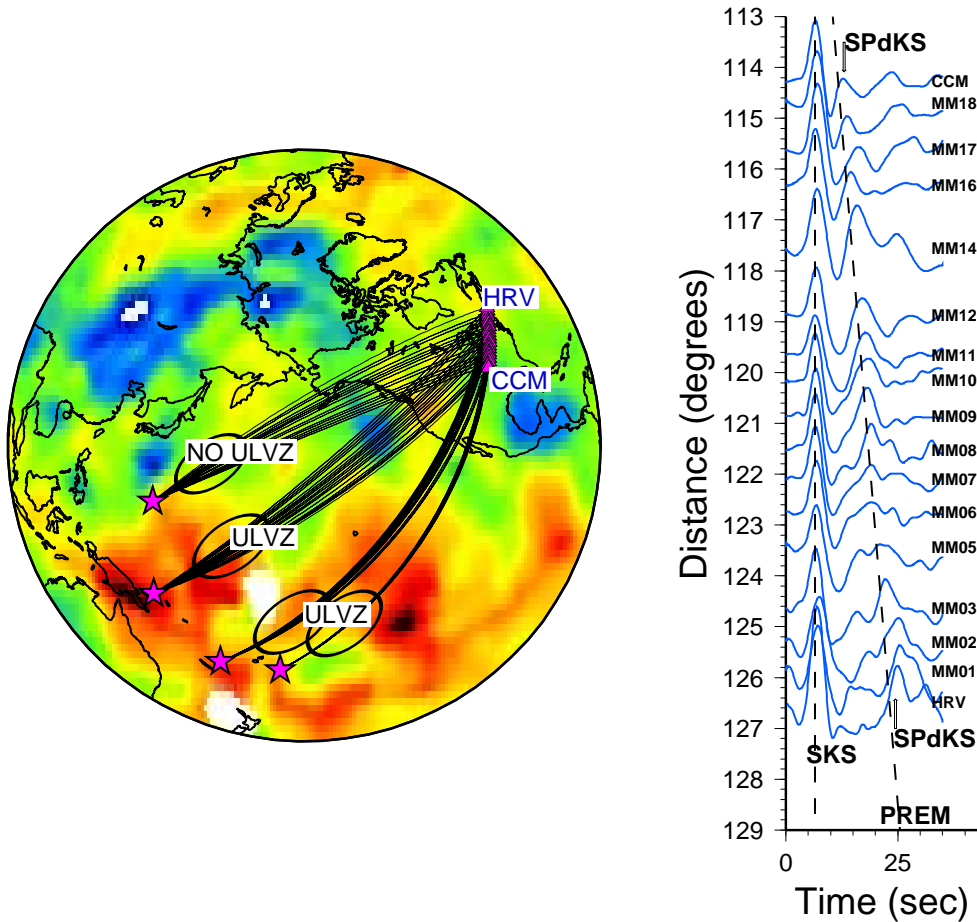 HRV
CCM
NO ULVZ
ULVZ
ULVZ
113
114
115
116
117
118
119
120
121
122
123
124
125
126
127
128
129
Distance (degrees)
SPdKS
CCM
MM18
MM17
MM16
MM14
MM12
MM11
MM10
MM09
MM08
MM07
MM06
MM05
MM03
MM02
MM01
HRV
SPdKS
SKS
PREM
0
25
Time (sec)